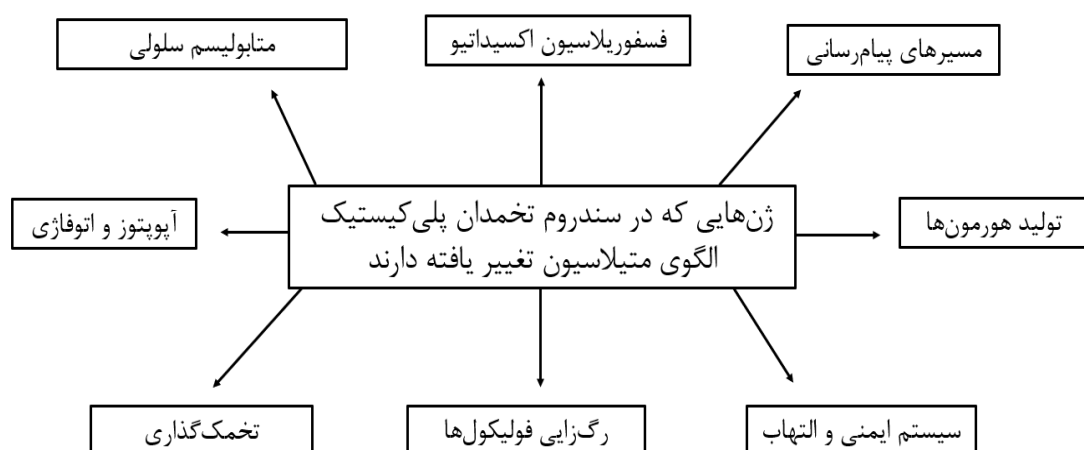 مسیرهای پیام‌رسانی
فسفوریلاسیون اکسیداتیو
متابولیسم سلولی
ژن‌هایی که در سندروم تخمدان پلی‌کیستیک
الگوی متیلاسیون تغییر یافته دارند
تولید هورمون‌ها
آپوپتوز و اتوفاژی
سیستم ایمنی و التهاب
رگ‌زایی فولیکول‌ها
تخمک‌گذاری